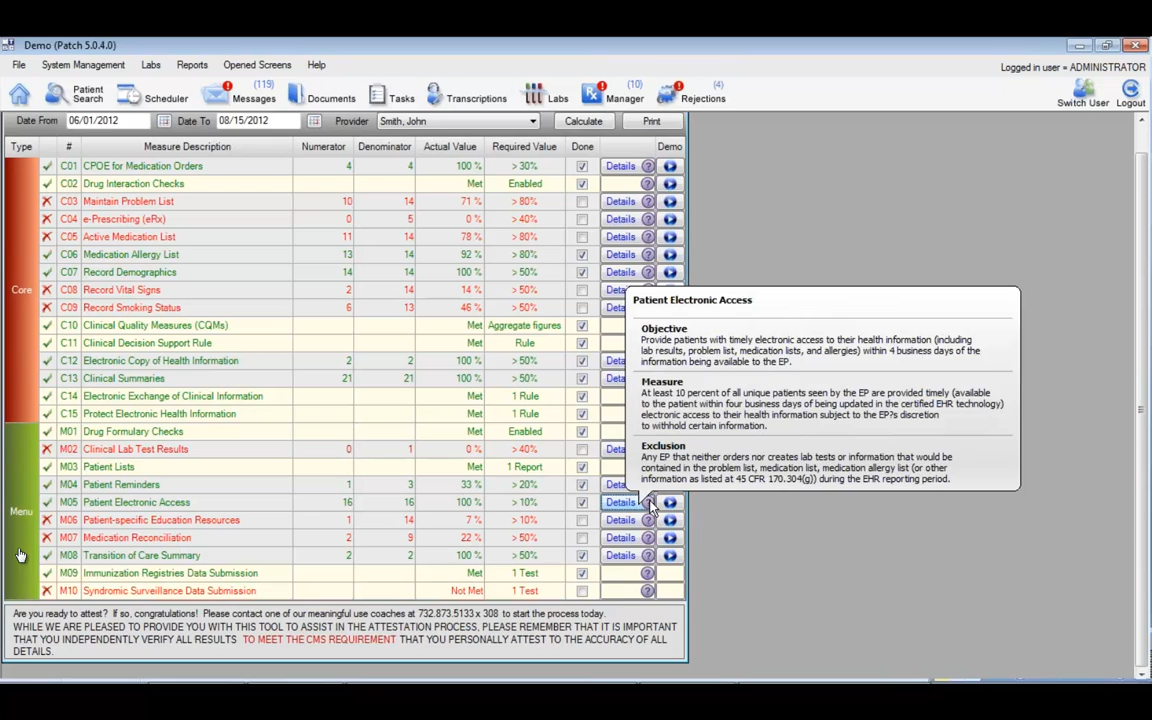 Demo (Patch 5.0.4.0)
File System Management Labs Reports Opened Screens Help
Logged in user = ADMINISTRATOR
Patient Search Scheduler Messages (119) Documents Tasks Transcriptions Labs Manager (10) Rejections (4) Switch User Logout
Date From 06/01/2012 Date To 08/15/2012 Provider Smith, John Calculate Print
Type # Measure Description Numerator Denominator Actual Value Required Value Done Demo
C01 CPOE for Medication Orders 4 4 100 % > 30% Details ?
C02 Drug Interaction Checks Met Enabled ?
C03 Maintain Problem List 10 14 71 % > 80% Details ?
C04 e-Prescribing (eRx) 0 5 0 % > 40% Details ?
C05 Active Medication List 11 14 78 % > 80% Details ?
C06 Medication Allergy List 13 14 92 % > 80% Details ?
C07 Record Demographics 14 14 100 % > 50% Details ?
Core
C08 Record Vital Signs 2 14 14 % > 50% Deta
C09 Record Smoking Status 6 13 46 % > 50% Deta
C10 Clinical Quality Measures (CQMs) Met Aggregate figures
C11 Clinical Decision Support Rule Met Rule
C12 Electronic Copy of Health Information 2 2 100 % > 50% Deta
C13 Clinical Summaries 21 21 100 % > 50% Deta
C14 Electronic Exchange of Clinical Information Met 1 Rule
C15 Protect Electronic Health Information Met 1 Rule
M01 Drug Formulary Checks Met Enabled
M02 Clinical Lab Test Results 0 1 0 % > 40% Deta
M03 Patient Lists Met 1 Report
M04 Patient Reminders 1 3 33 % > 20% Deta
M05 Patient Electronic Access 16 16 100 % > 10% Details ?
Menu
M06 Patient-specific Education Resources 1 14 7 % > 10% Details ?
M07 Medication Reconciliation 2 9 22 % > 50% Details ?
M08 Transition of Care Summary 2 2 100 % > 50% Details ?
M09 Immunization Registries Data Submission Met 1 Test ?
M10 Syndromic Surveillance Data Submission Not Met 1 Test ?
Patient Electronic Access
Objective
Provide patients with timely electronic access to their health information (including
lab results, problem list, medication lists, and allergies) within 4 business days of the
information being available to the EP.
Measure
At least 10 percent of all unique patients seen by the EP are provided timely (available
to the patient within four business days of being updated in the certified EHR technology)
electronic access to their health information subject to the EP?s discretion
to withhold certain information.
Exclusion
Any EP that neither orders nor creates lab tests or information that would be
contained in the problem list, medication list, medication allergy list (or other
information as listed at 45 CFR 170.304(g)) during the EHR reporting period.
Are you ready to attest? If so, congratulations! Please contact one of our meaningful use coaches at 732.873.5133 x 308 to start the process today.
WHILE WE ARE PLEASED TO PROVIDE YOU WITH THIS TOOL TO ASSIST IN THE ATTESTATION PROCESS, PLEASE REMEMBER THAT IT IS IMPORTANT
THAT YOU INDEPENDENTLY VERIFY ALL RESULTS TO MEET THE CMS REQUIREMENT THAT YOU PERSONALLY ATTEST TO THE ACCURACY OF ALL
DETAILS.